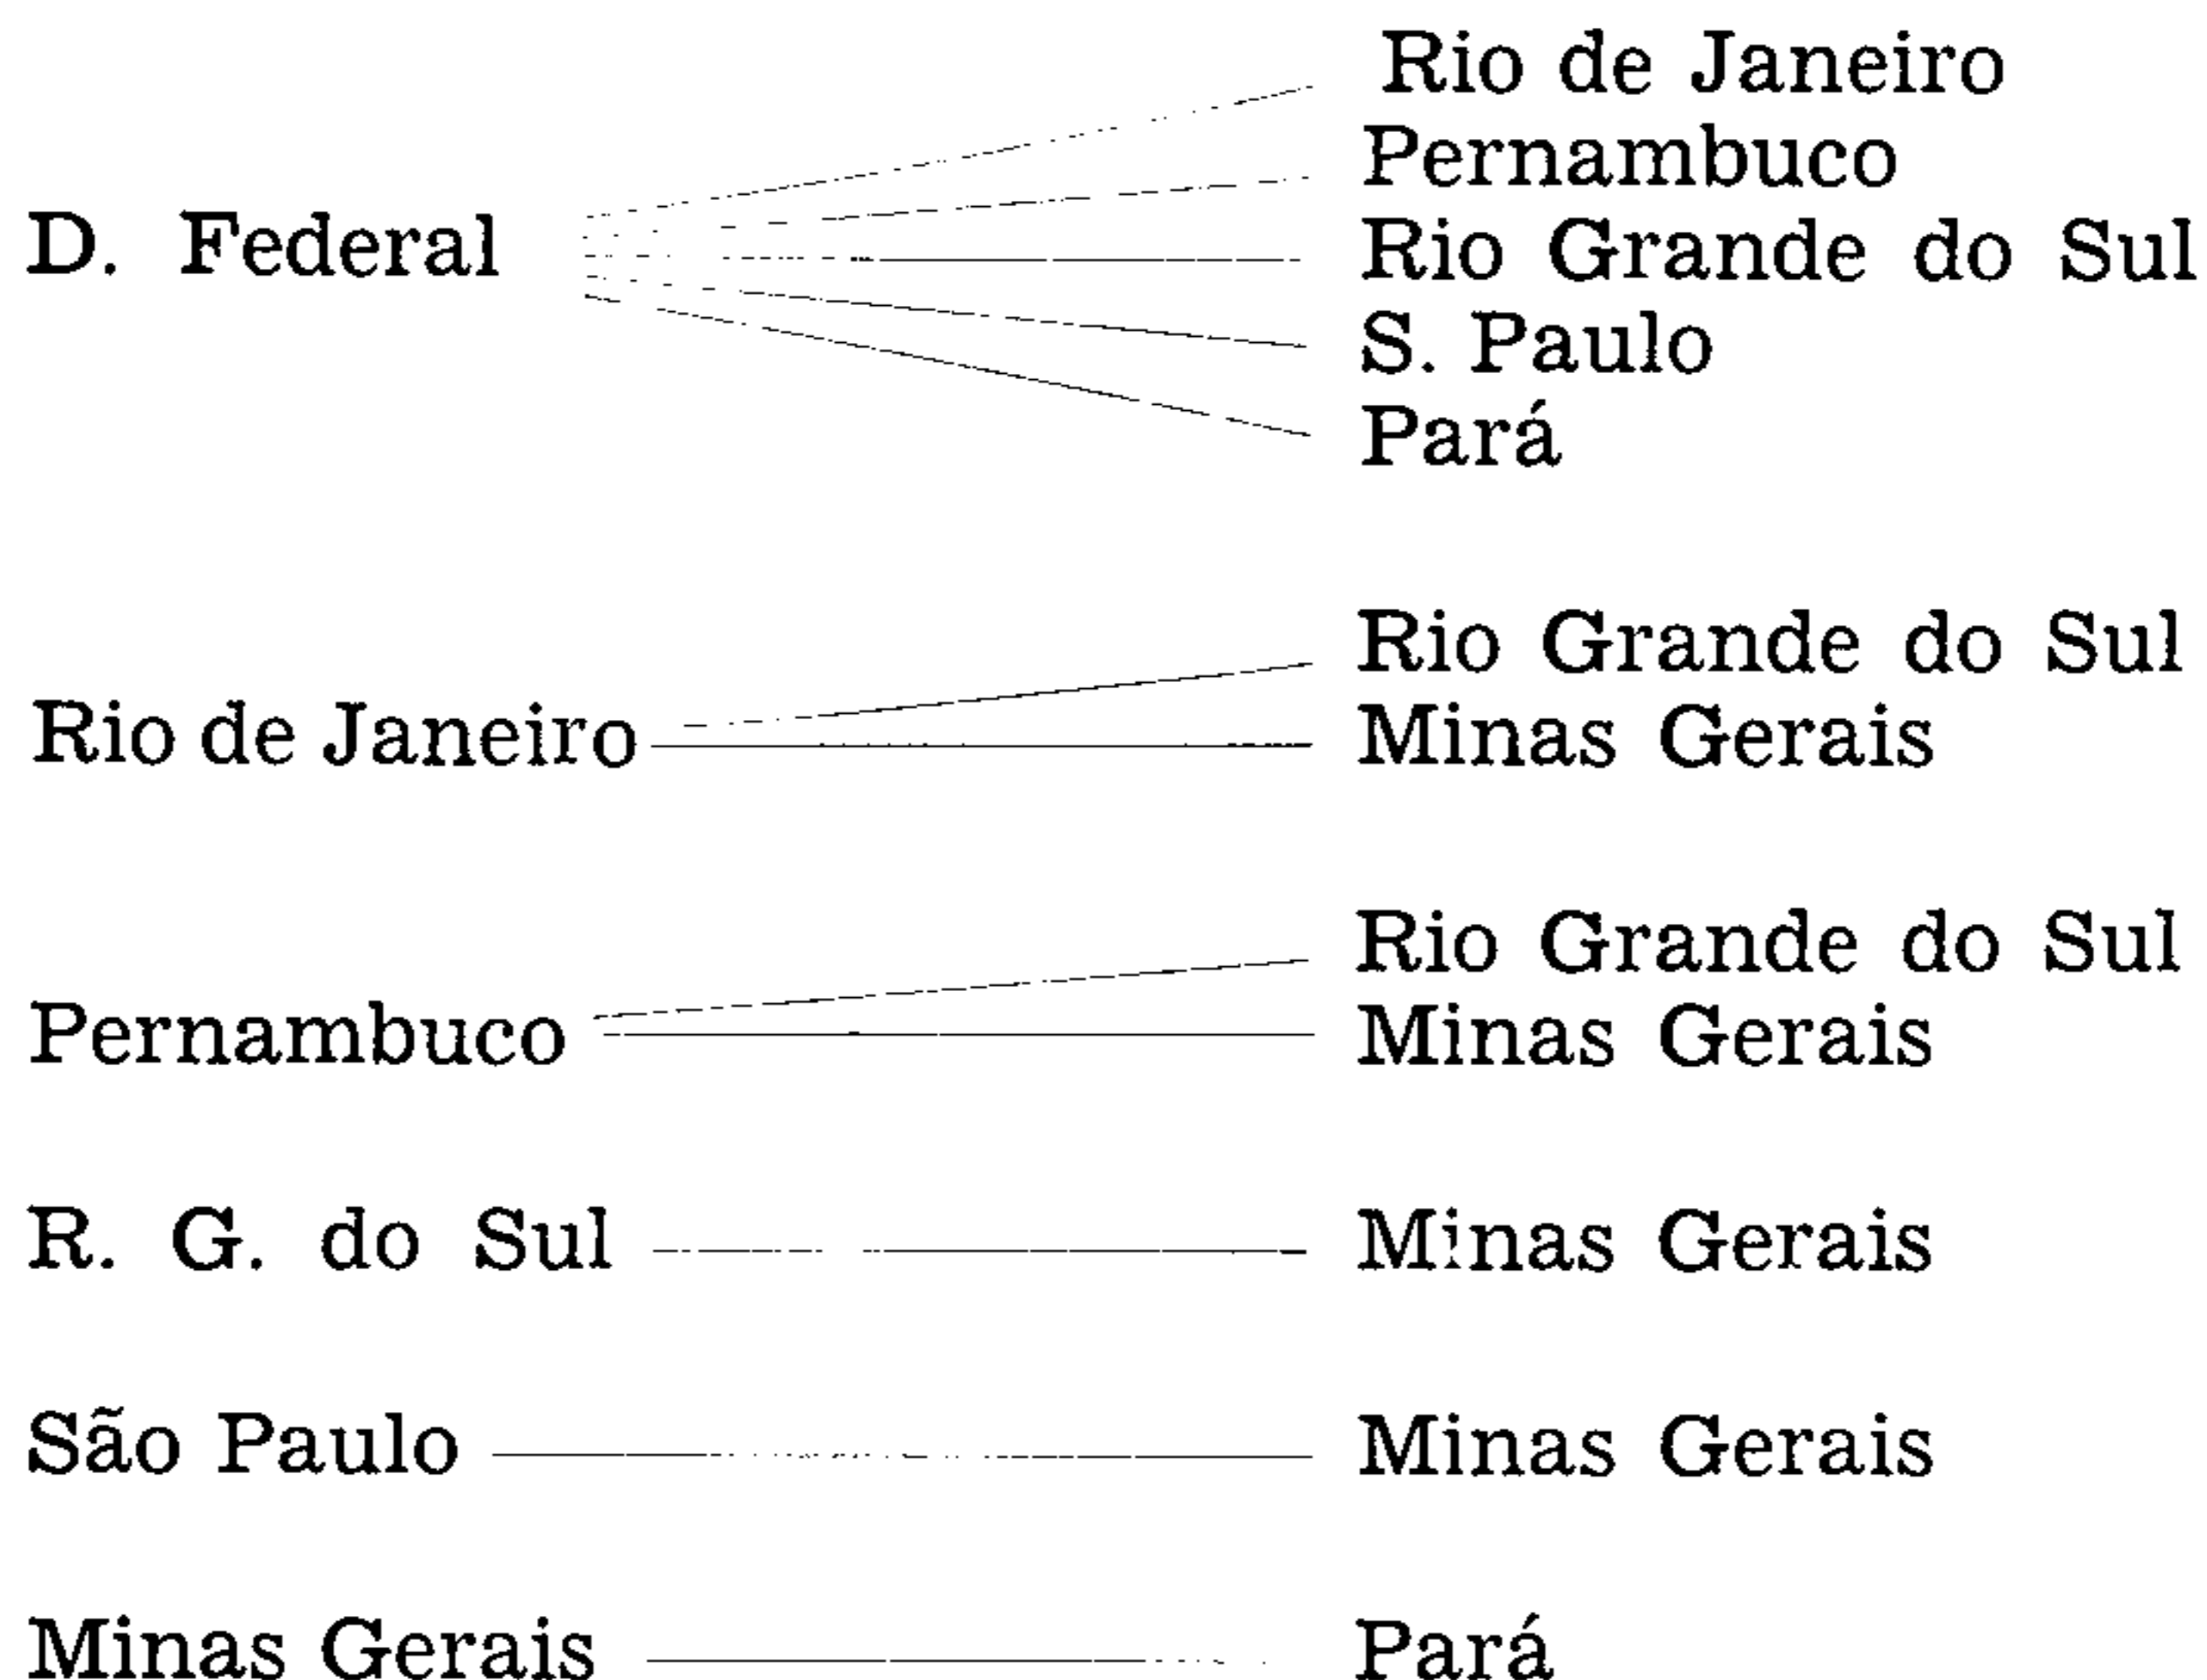 Rio de Janeiro
Pernambuco
D. Federal Rio Grande do Sul
S. Paulo
Pará
Rio Grande do Sul
Rio de Janeiro Minas Gerais
Rio Grande do Sul
Pernambuco Minas Gerais
R. G. do Sul Minas Gerais
São Paulo Minas Gerais
Minas Gerais Pará